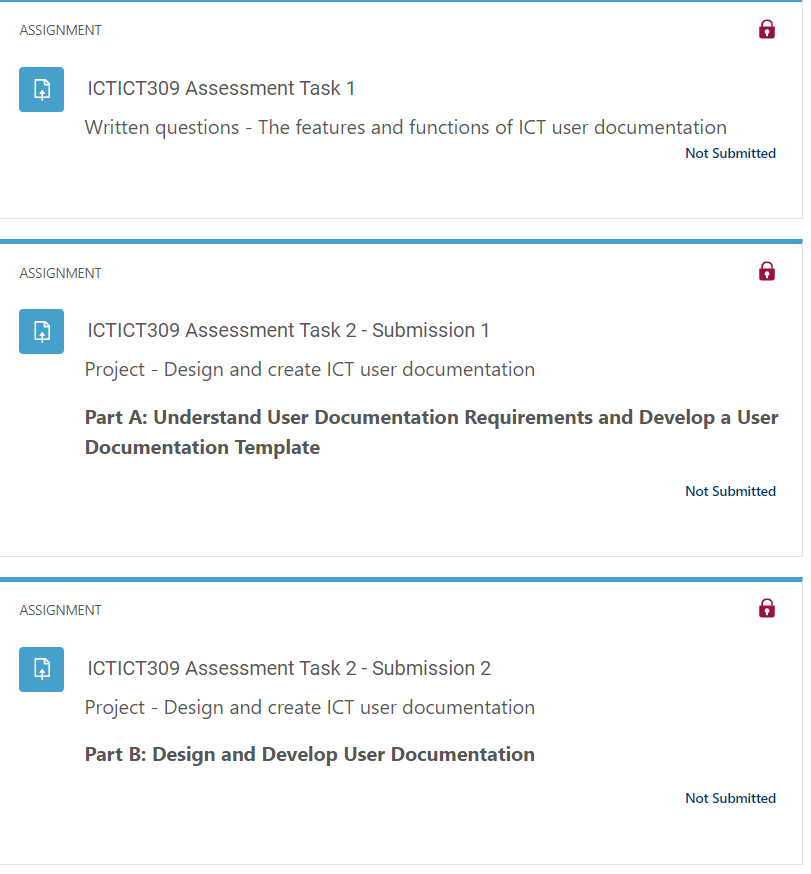 ASSIGNMENT
ICTICT309 Assessment Task 1
Written questions - The features and functions of ICT user documentation
Not Submitted
ASSIGNMENT
ICTICT309 Assessment Task 2 - Submission 1
Project - Design and create ICT user documentation
Part A: Understand User Documentation Requirements and Develop a User
Documentation Template
Not Submitted
ASSIGNMENT
ICTICT309 Assessment Task 2 - Submission 2
Project - Design and create ICT user documentation
Part B: Design and Develop User Documentation
Not Submitted